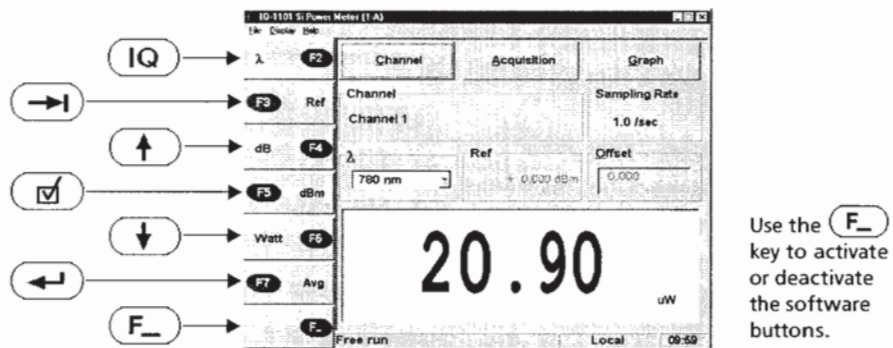 IQ-1101 Si Power Meter (1-A)
File Display Help
IQ
λ F2
F3 Ref
dB F4
F5 dBm
Watt F6
F7 Avg
F_
F_
Channel Acquisition Graph
Channel
Channel 1
Sampling Rate
1.0 /sec
λ
780 nm
Ref
0.000 dBm
Offset
0.000
20.90
uW
Free run Local 09:59
Use the F_
key to activate
or deactivate
the software
buttons.